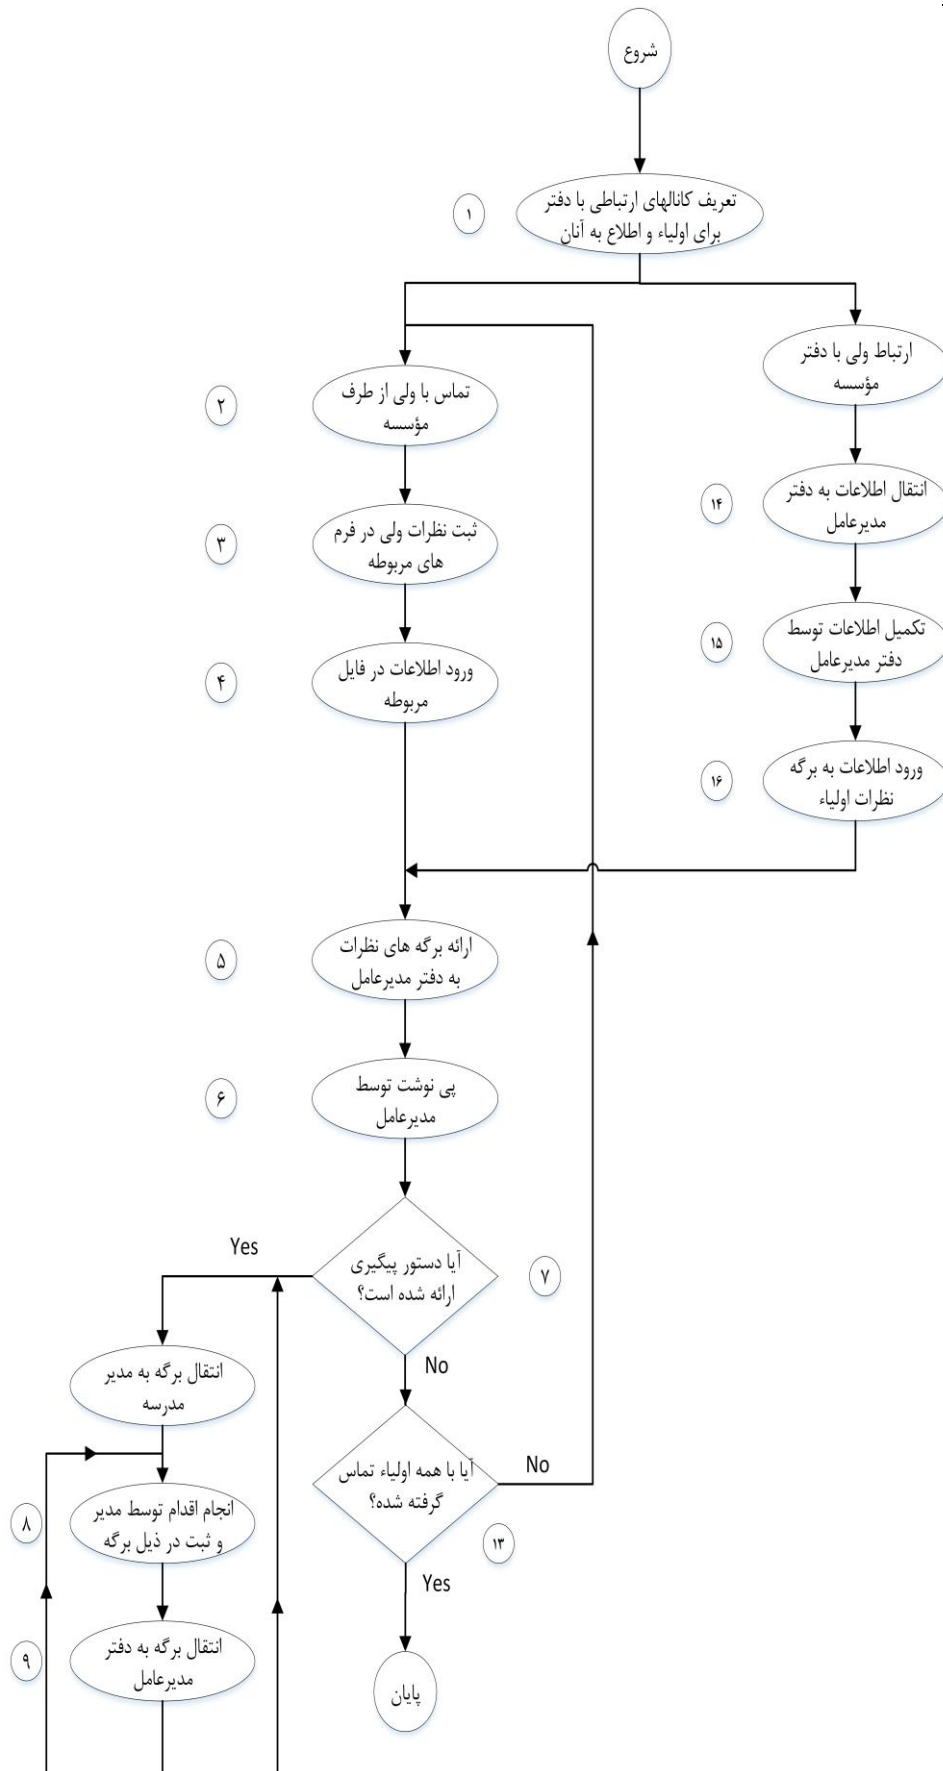 شروع
۱
تعریف کانالهای ارتباطی با دفتر
برای اولیاء و اطلاع به آنان
ارتباط ولی با دفتر
مؤسسه
۲
تماس با ولی از طرف
مؤسسه
۱۴
انتقال اطلاعات به دفتر
مدیرعامل
۳
ثبت نظرات ولی در فرم
های مربوطه
۱۵
تکمیل اطلاعات توسط
دفتر مدیرعامل
۴
ورود اطلاعات در فایل
مربوطه
۱۶
ورود اطلاعات به برگه
نظرات اولیاء
۵
ارائه برگه های نظرات
به دفتر مدیرعامل
۶
پی نوشت توسط
مدیرعامل
Yes
۷
آیا دستور پیگیری
ارائه شده است؟
No
انتقال برگه به مدیر
مدرسه
آیا با همه اولیاء تماس
گرفته شده؟
No
۱۳
Yes
۸
انجام اقدام توسط مدیر
و ثبت در ذیل برگه
۹
انتقال برگه به دفتر
مدیرعامل
پایان